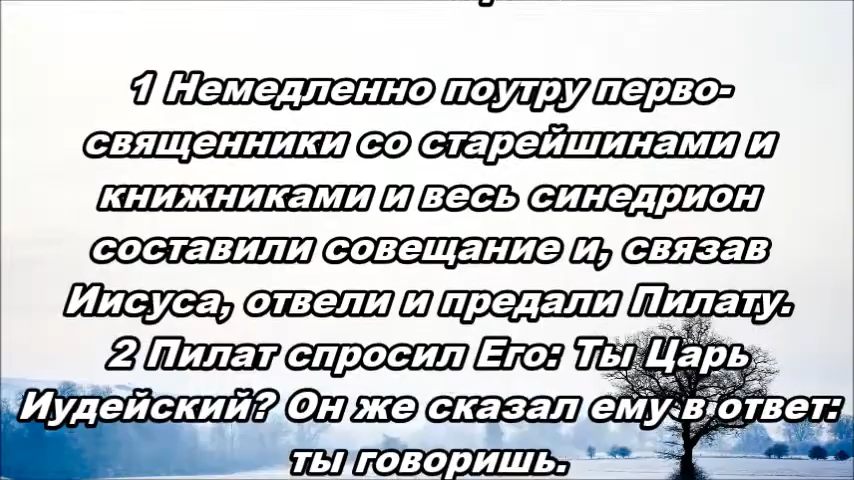 1 Немедленно поутру перво-
священники со старейшинами и
книжниками и весь синедрион
составили совещание и, связав
Иисуса, отвели и предали Пилату.
2 Пилат спросил Его: Ты Царь
Иудейский? Он же сказал ему в ответ:
ты говоришь.